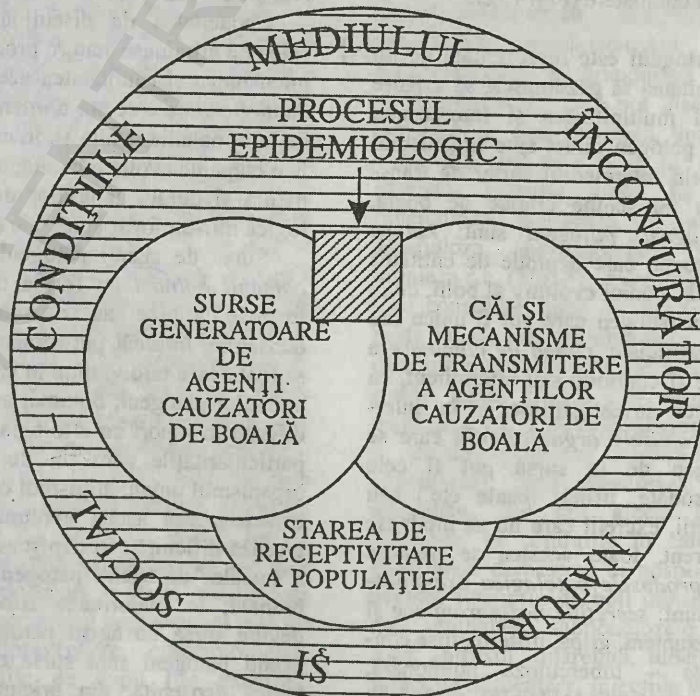 CONDIŢIILE MEDIULUI ÎNCONJURĂTOR NATURAL ŞI SOCIAL
PROCESUL
EPIDEMIOLOGIC
SURSE
GENERATOARE
DE
AGENŢI
CAUZATORI
DE BOALĂ
CĂI ŞI
MECANISME
DE TRANSMITERE
A AGENŢILOR
CAUZATORI DE
BOALĂ
STAREA DE
RECEPTIVITATE
A POPULAŢIEI